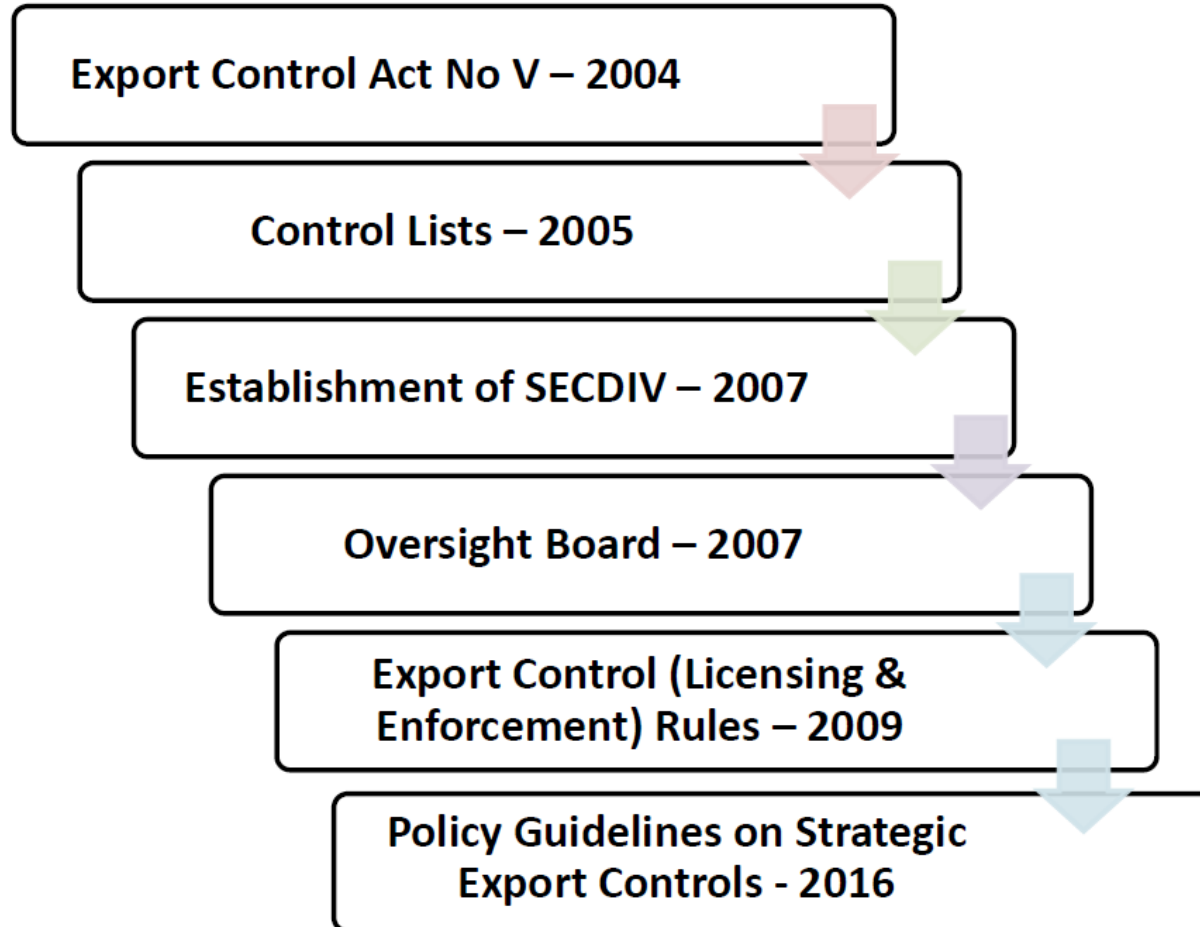 Export Control Act No V – 2004
Control Lists – 2005
Establishment of SECDIV – 2007
Oversight Board – 2007
Export Control (Licensing &
Enforcement) Rules – 2009
Policy Guidelines on Strategic
Export Controls - 2016